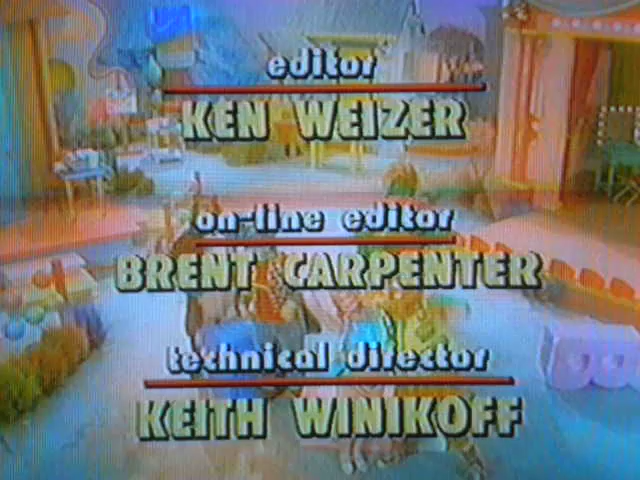 editor
KEN WEIZER
on-line editor
BRENT CARPENTER
technical director
KEITH WINIKOFF